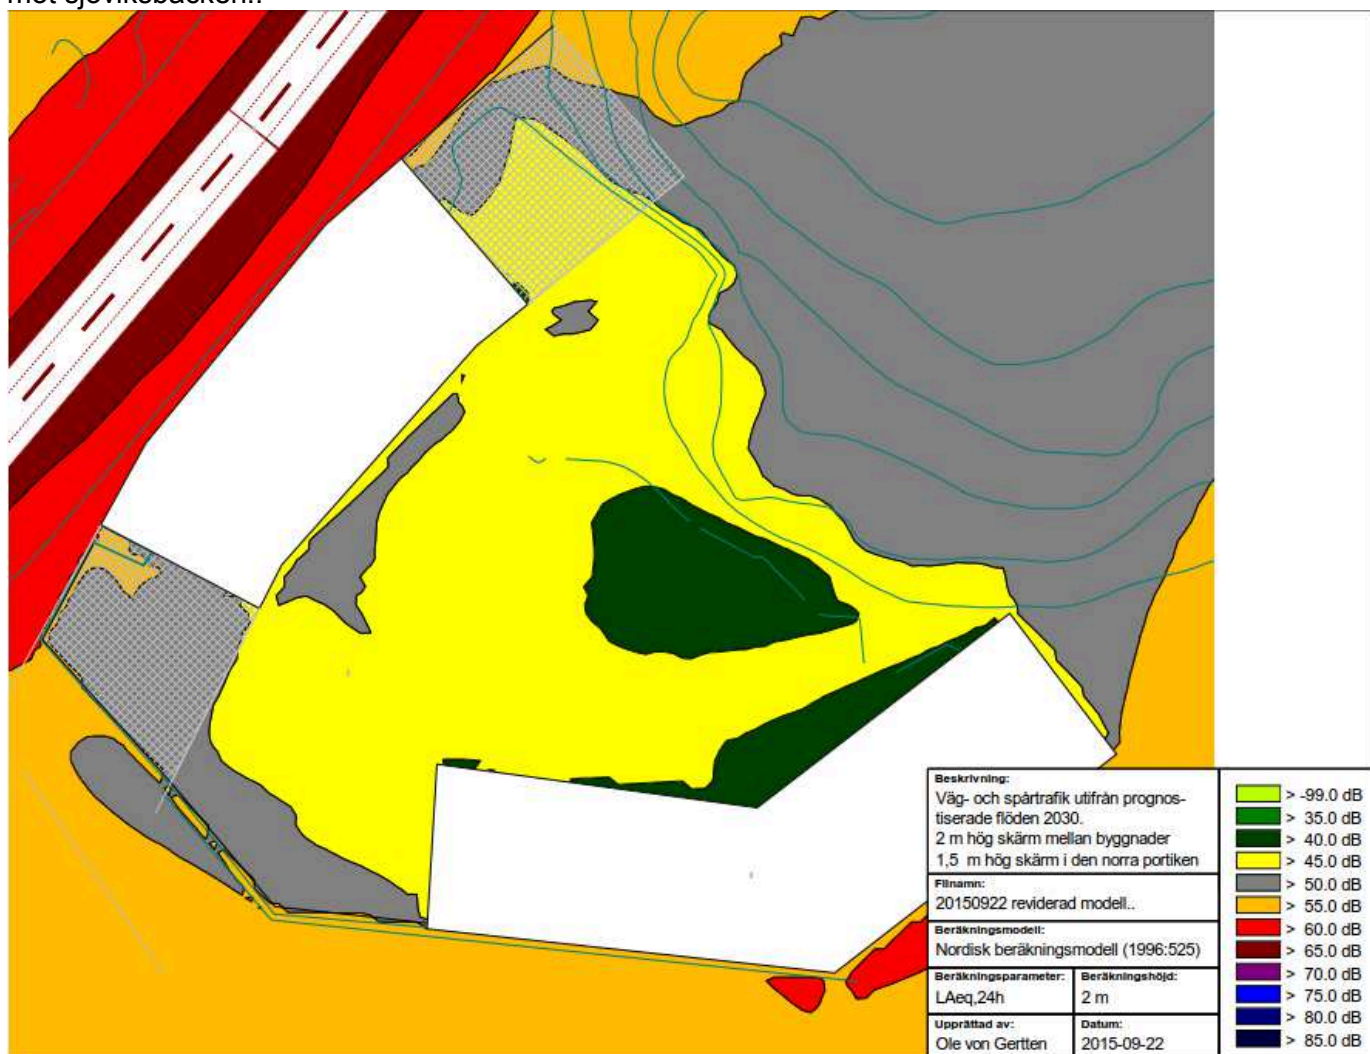 mot sjöviksbacken..
Beskrivning:
Väg- och spårtrafik utifrån prognos-
tiserade flöden 2030.
2 m hög skärm mellan byggnader
1,5 m hög skärm i den norra portiken
Filnamn:
20150922 reviderad modell..
Beräkningsmodell:
Nordisk beräkningsmodell (1996:525)
Beräkningsparameter:
LAeq,24h
Beräkningshöjd:
2 m
Upprättad av:
Ole von Gertten
Datum:
2015-09-22
> -99.0 dB
> 35.0 dB
> 40.0 dB
> 45.0 dB
> 50.0 dB
> 55.0 dB
> 60.0 dB
> 65.0 dB
> 70.0 dB
> 75.0 dB
> 80.0 dB
> 85.0 dB